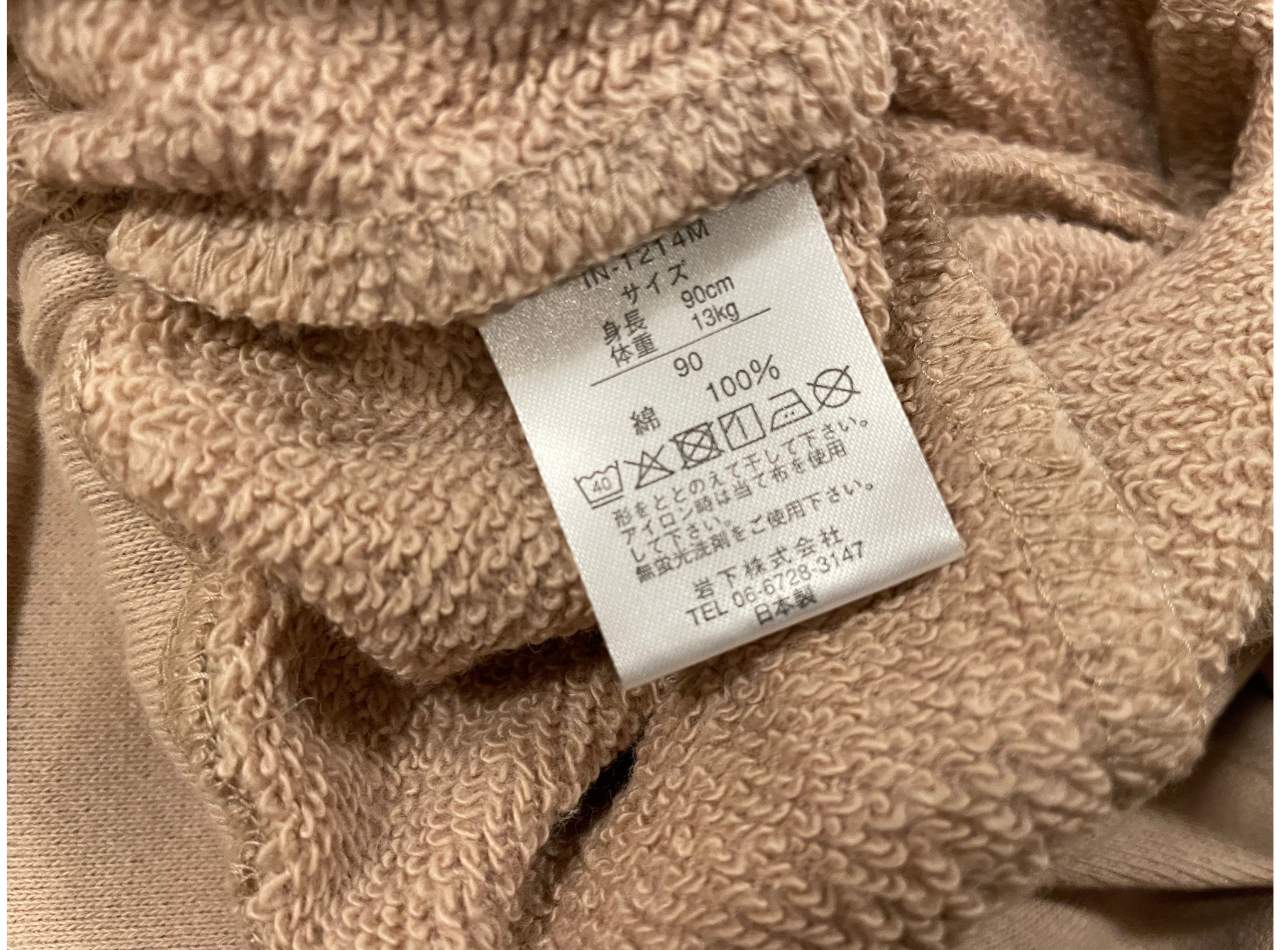 IN-1214M
サイズ
身長 90cm
体重 13kg
90
綿 100%
40
形をととのえて干して下さい。
アイロン時は当て布を使用
して下さい。
無蛍光洗剤をご使用下さい。
岩下株式会社
TEL 06-6728-3147
日本製